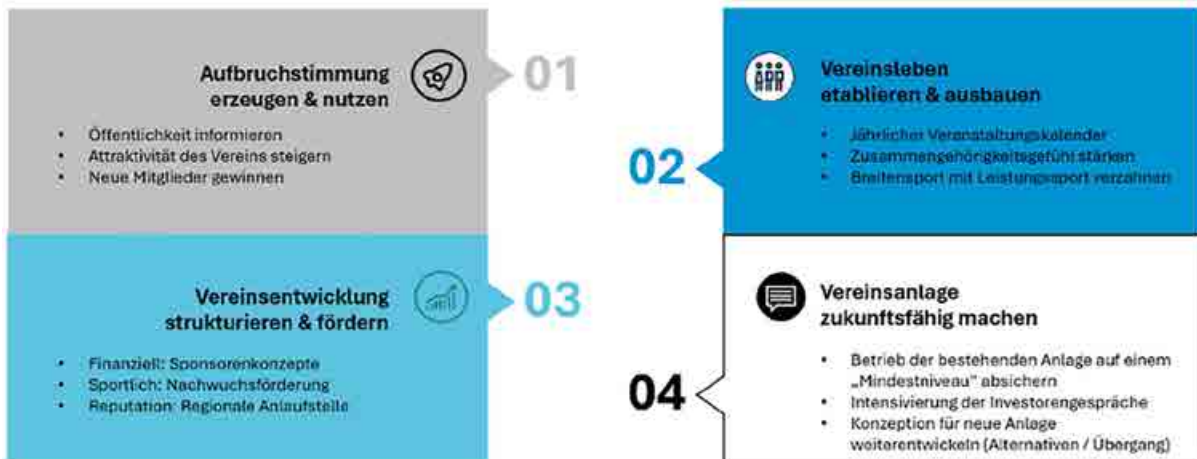 Aufbruchstimmung
erzeugen & nutzen
01
• Öffentlichkeit informieren
• Attraktivität des Vereins steigern
• Neue Mitglieder gewinnen
02
Vereinsleben
etablieren & ausbauen
• Jährlicher Veranstaltungskalender
• Zusammengehörigkeitsgefühl stärken
• Breitensport mit Leistungssport verzahnen
Vereinsentwicklung
strukturieren & fördern
03
• Finanziell: Sponsorenkonzepte
• Sportlich: Nachwuchsförderung
• Reputation: Regionale Anlaufstelle
04
Vereinsanlage
zukunftsfähig machen
• Betrieb der bestehenden Anlage auf einem
„Mindestniveau“ absichern
• Intensivierung der Investorengespräche
• Konzeption für neue Anlage
weiterentwickeln (Alternativen / Übergang)